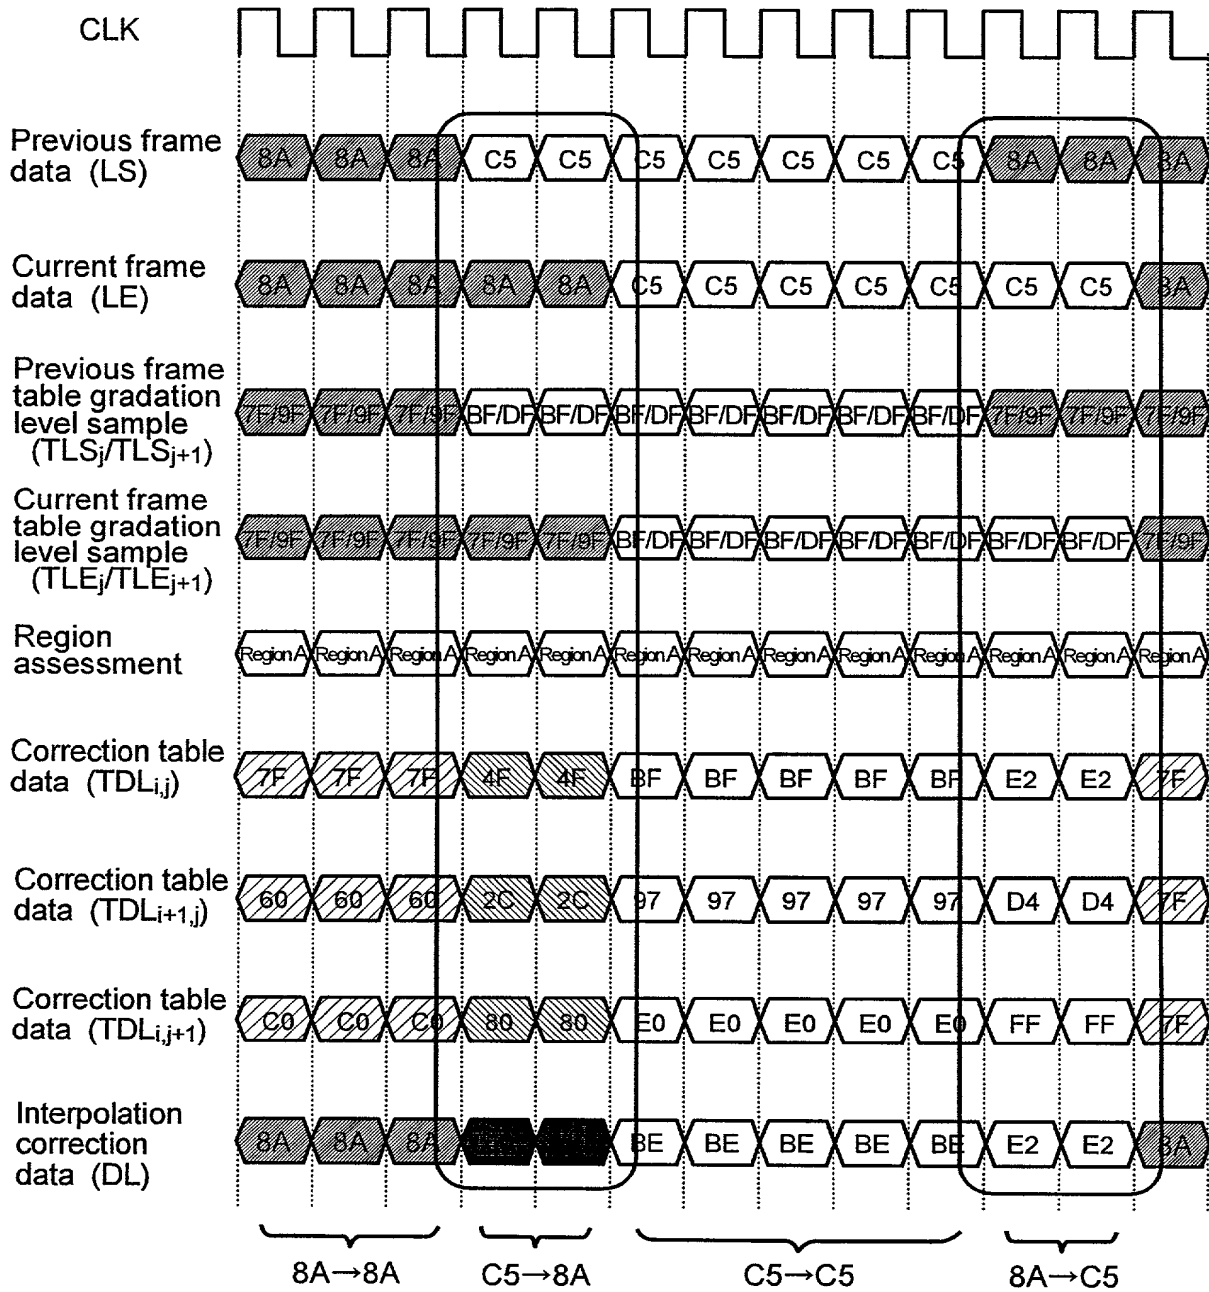 CLK
Previous frame
data (LS)
8A 8A 8A C5 C5 C5 C5 C5 C5 C5 8A 8A 8A
Current frame
data (LE)
8A 8A 8A 8A 8A C5 C5 C5 C5 C5 C5 C5 8A
Previous frame
table gradation
level sample
(TLSj/TLSj+1)
7F/9F 7F/9F 7F/9F BF/DF BF/DF BF/DF BF/DF BF/DF BF/DF BF/DF 7F/9F 7F/9F 7F/9F
Current frame
table gradation
level sample
(TLEj/TLEj+1)
7F/9F 7F/9F 7F/9F 7F/9F 7F/9F BF/DF BF/DF BF/DF BF/DF BF/DF BF/DF BF/DF 7F/9F
Region
assessment
Region A Region A Region A Region A Region A Region A Region A Region A Region A Region A Region A Region A Region A
Correction table
data (TDLi,j)
7F 7F 7F 4F 4F BF BF BF BF BF E2 E2 7F
Correction table
data (TDLi+1,j)
60 60 60 2C 2C 97 97 97 97 97 D4 D4 7F
Correction table
data (TDLi,j+1)
C0 C0 C0 80 80 E0 E0 E0 E0 E0 FF FF 7F
Interpolation
correction
data (DL)
8A 8A 8A BE BE BE BE BE E2 E2 8A
8A→8A C5→8A C5→C5 8A→C5